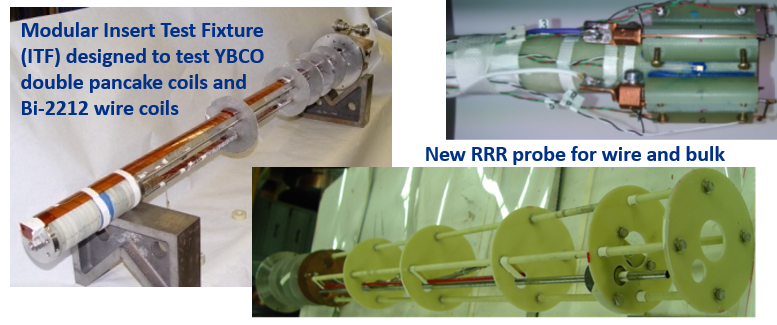 Modular Insert Test Fixture
(ITF) designed to test YBCO
double pancake coils and
Bi-2212 wire coils
New RRR probe for wire and bulk